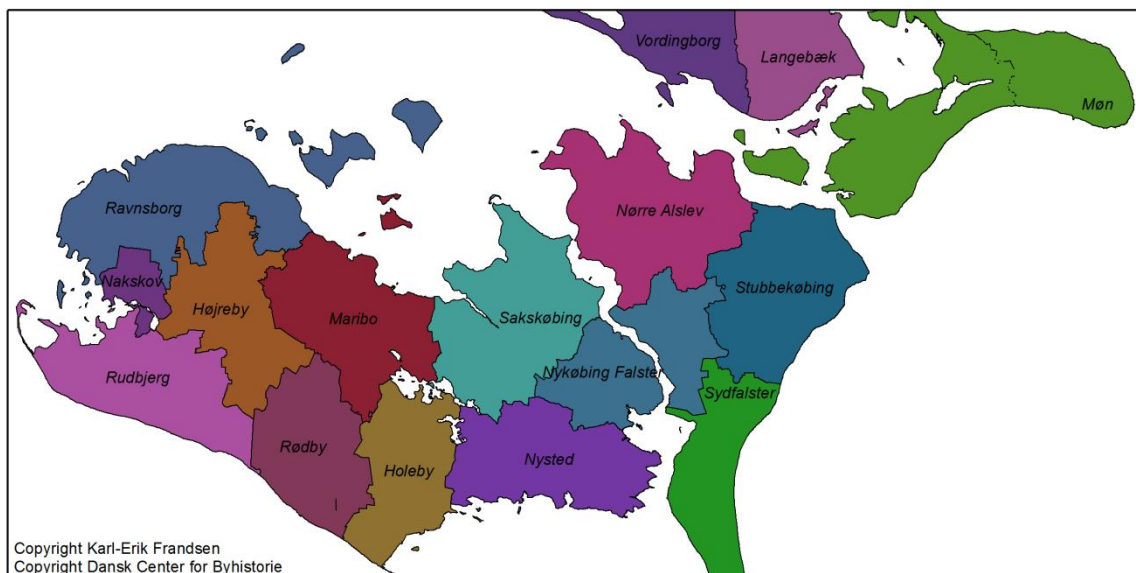 Vordingborg
Langebæk
Møn
Ravnsborg
Nørre Alslev
Nakskov
Højreby
Maribo
Sakskøbing
Stubbekøbing
Rudbjerg
Nykøbing Falster
Sydfalster
Rødby
Holeby
Nysted
Copyright Karl-Erik Frandsen
Copyright Dansk Center for Byhistorie